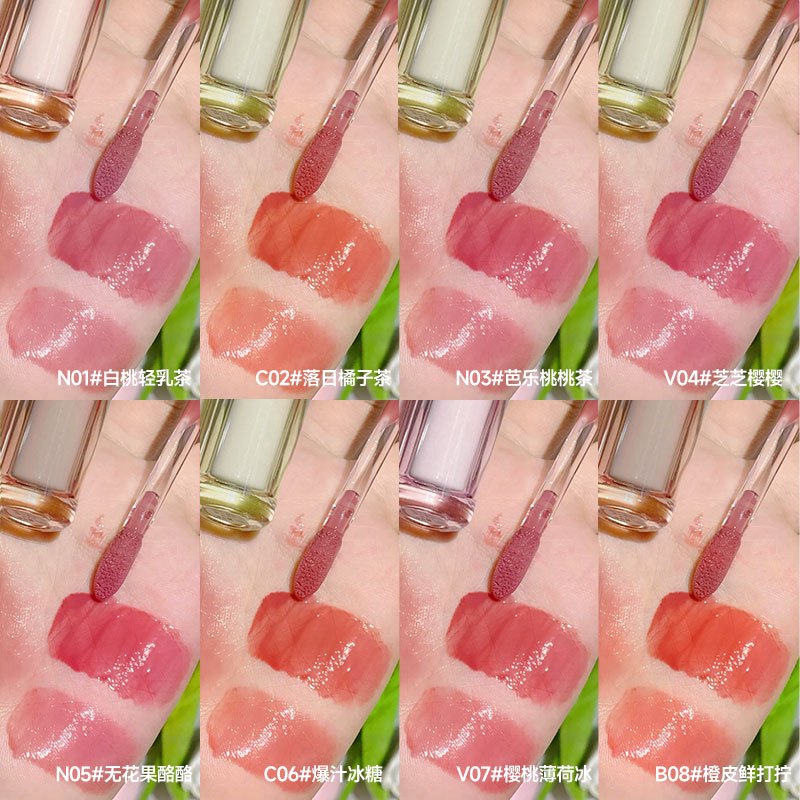 N01#白桃轻乳茶
C02#落日橘子茶
N03#芭乐桃桃茶
V04#芝芝樱樱
N05#无花果酪酪
C06#爆汁冰糖
V07#樱桃薄荷冰
B08#橙皮鲜打拧